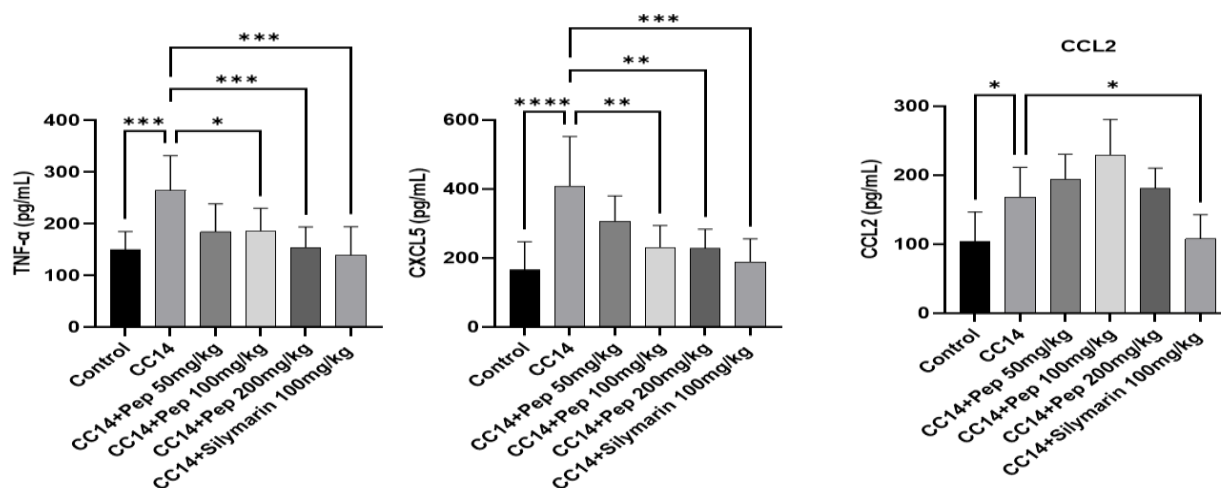 TNF-α (pg/mL)
400
300
200
100
0
***
*
***
***
Control
CC14
CC14+Pep 50mg/kg
CC14+Pep 100mg/kg
CC14+Pep 200mg/kg
CC14+Silymarin 100mg/kg
CXCL5 (pg/mL)
600
400
200
0
****
**
**
***
Control
CC14
CC14+Pep 50mg/kg
CC14+Pep 100mg/kg
CC14+Pep 200mg/kg
CC14+Silymarin 100mg/kg
CCL2
CCL2 (pg/mL)
300
200
100
0
*
*
Control
CC14
CC14+Pep 50mg/kg
CC14+Pep 100mg/kg
CC14+Pep 200mg/kg
CC14+Silymarin 100mg/kg